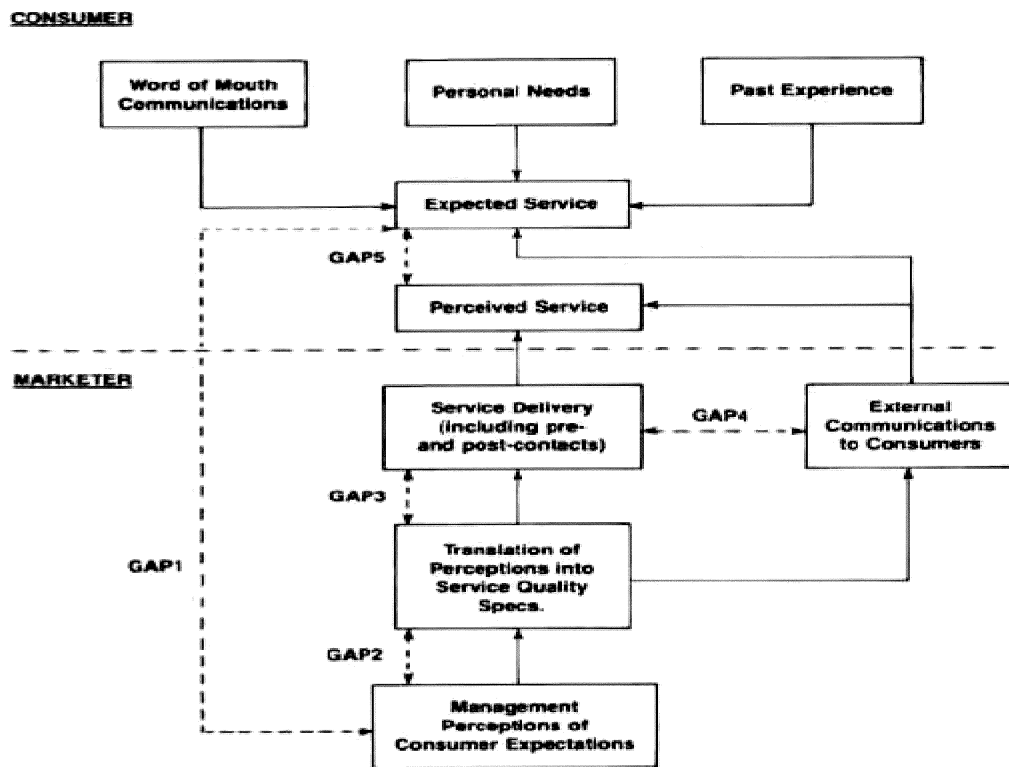 CONSUMER
Word of Mouth
Communications
Personal Needs
Past Experience
Expected Service
GAP5
Perceived Service
MARKETER
Service Delivery
(including pre-
and post-contacts)
GAP4
External
Communications
to Consumers
GAP3
GAP1
Translation of
Perceptions into
Service Quality
Specs.
GAP2
Management
Perceptions of
Consumer Expectations